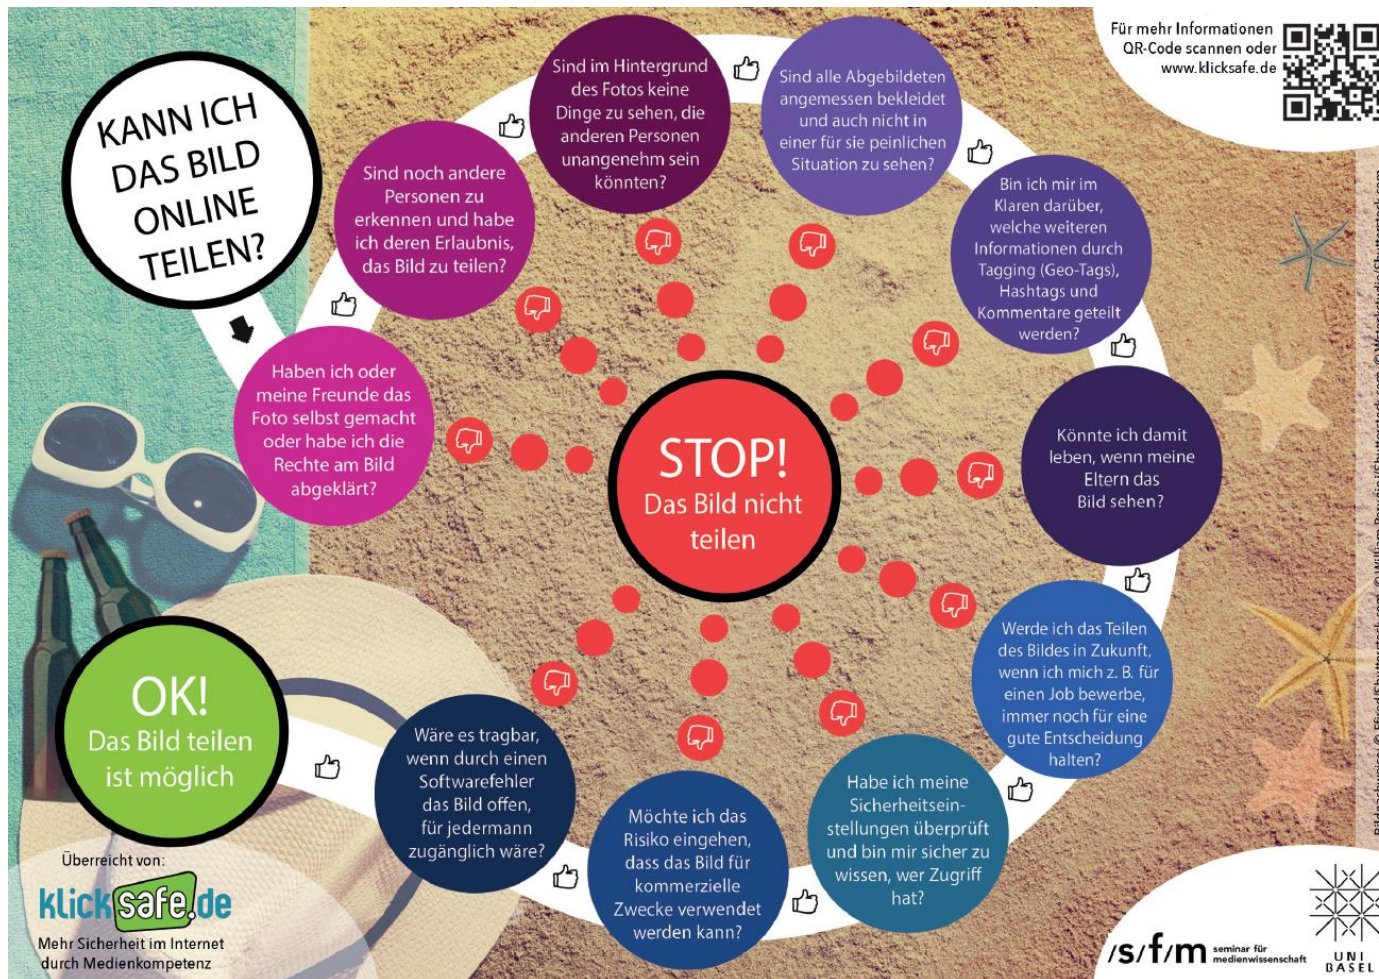 Für mehr Informationen
QR-Code scannen oder
www.klicksafe.de
KANN ICH
DAS BILD
ONLINE
TEILEN?
Haben ich oder
meine Freunde das
Foto selbst gemacht
oder habe ich die
Rechte am Bild
abgeklärt?
Sind noch andere
Personen zu
erkennen und habe
ich deren Erlaubnis,
das Bild zu teilen?
Sind im Hintergrund
des Fotos keine
Dinge zu sehen, die
anderen Personen
unangenehm sein
könnten?
Sind alle Abgebildeten
angemessen bekleidet
und auch nicht in
einer für sie peinlichen
Situation zu sehen?
Bin ich mir im
Klaren darüber,
welche weiteren
Informationen durch
Tagging (Geo-Tags),
Hashtags und
Kommentare geteilt
werden?
Könnte ich damit
leben, wenn meine
Eltern das
Bild sehen?
Werde ich das Teilen
des Bildes in Zukunft,
wenn ich mich z. B. für
einen Job bewerbe,
immer noch für eine
gute Entscheidung
halten?
Habe ich meine
Sicherheitsein-
stellungen überprüft
und bin mir sicher zu
wissen, wer Zugriff
hat?
Möchte ich das
Risiko eingehen,
dass das Bild für
kommerzielle
Zwecke verwendet
werden kann?
Wäre es tragbar,
wenn durch einen
Softwarefehler
das Bild offen,
für jedermann
zugänglich wäre?
STOP!
Das Bild nicht
teilen
OK!
Das Bild teilen
ist möglich
Überreicht von:
klicksafe.de
Mehr Sicherheit im Internet
durch Medienkompetenz
/s/f/m seminar für
medienwissenschaft
UNI
BASEL